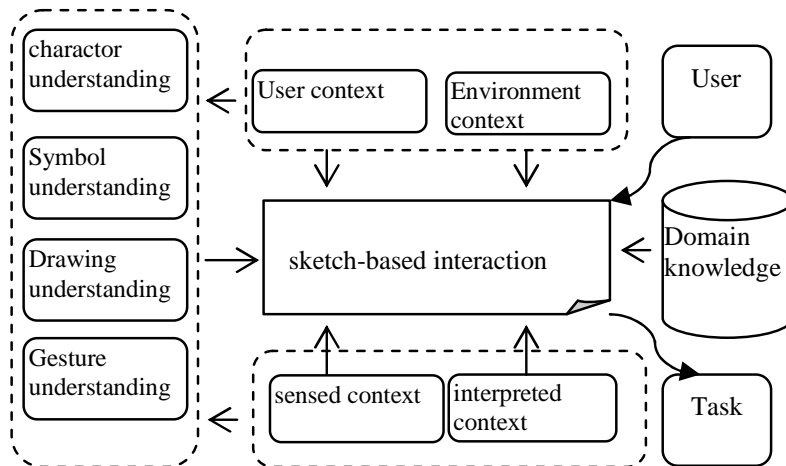 charactor
understanding
Symbol
understanding
Drawing
understanding
Gesture
understanding
User context
Environment
context
User
sketch-based interaction
Domain
knowledge
sensed context
interpreted
context
Task